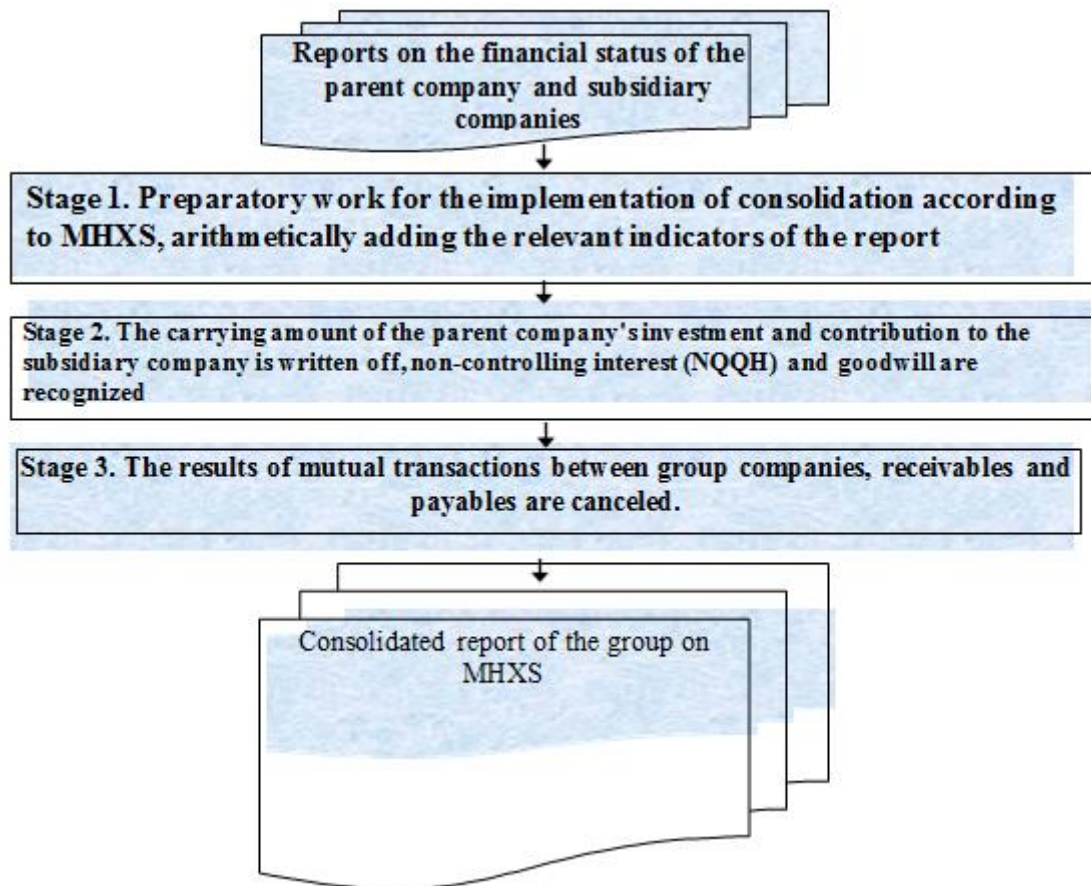 Reports on the financial status of the
parent company and subsidiary
companies
Stage 1. Preparatory work for the implementation of consolidation according
to MHXS, arithmetically adding the relevant indicators of the report
Stage 2. The carrying amount of the parent company's investment and contribution to the
subsidiary company is written off, non-controlling interest (NQQH) and goodwill are
recognized
Stage 3. The results of mutual transactions between group companies, receivables and
payables are canceled.
Consolidated report of the group on
MHXS